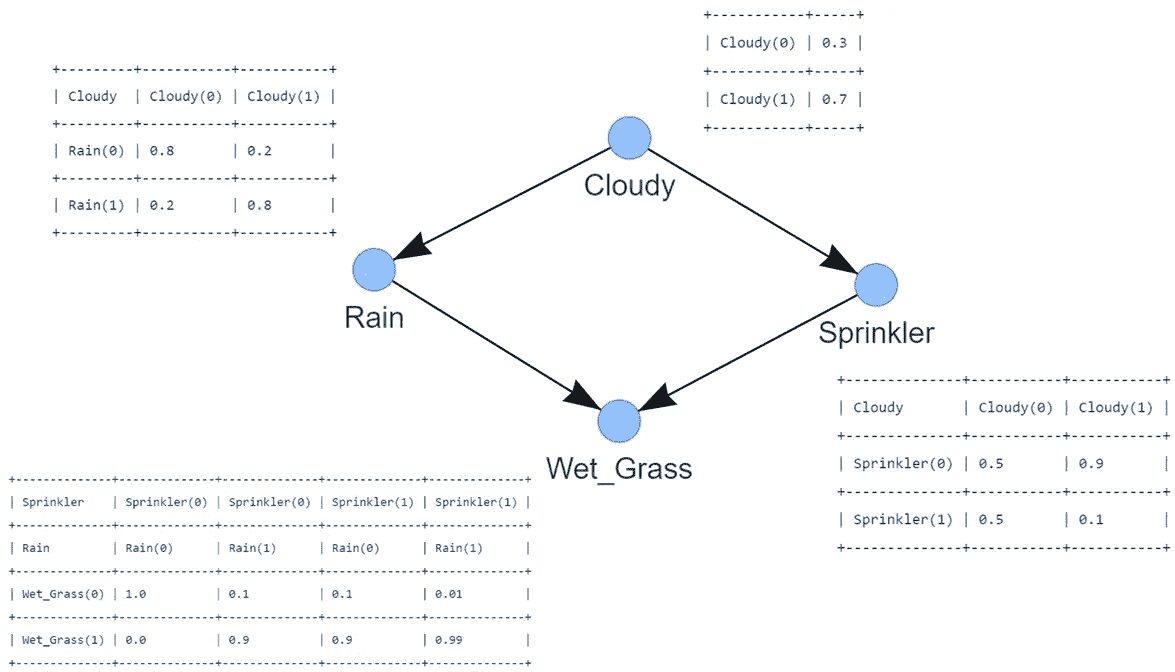 +-----------+-----+
| Cloudy(0) | 0.3 |
+-----------+-----+
| Cloudy(1) | 0.7 |
+-----------+-----+
+---------+-----------+-----------+
| Cloudy | Cloudy(0) | Cloudy(1) |
+---------+-----------+-----------+
| Rain(0) | 0.8 | 0.2 |
+---------+-----------+-----------+
| Rain(1) | 0.2 | 0.8 |
+---------+-----------+-----------+
Cloudy
Rain
Sprinkler
Wet_Grass
+--------------+-----------+-----------+
| Cloudy | Cloudy(0) | Cloudy(1) |
+--------------+-----------+-----------+
| Sprinkler(0) | 0.5 | 0.9 |
+--------------+-----------+-----------+
| Sprinkler(1) | 0.5 | 0.1 |
+--------------+-----------+-----------+
+--------------+--------------+--------------+--------------+--------------+
| Sprinkler | Sprinkler(0) | Sprinkler(0) | Sprinkler(1) | Sprinkler(1) |
+--------------+--------------+--------------+--------------+--------------+
| Rain | Rain(0) | Rain(1) | Rain(0) | Rain(1) |
+--------------+--------------+--------------+--------------+--------------+
| Wet_Grass(0) | 1.0 | 0.1 | 0.1 | 0.01 |
+--------------+--------------+--------------+--------------+--------------+
| Wet_Grass(1) | 0.0 | 0.9 | 0.9 | 0.99 |
+--------------+--------------+--------------+--------------+--------------+